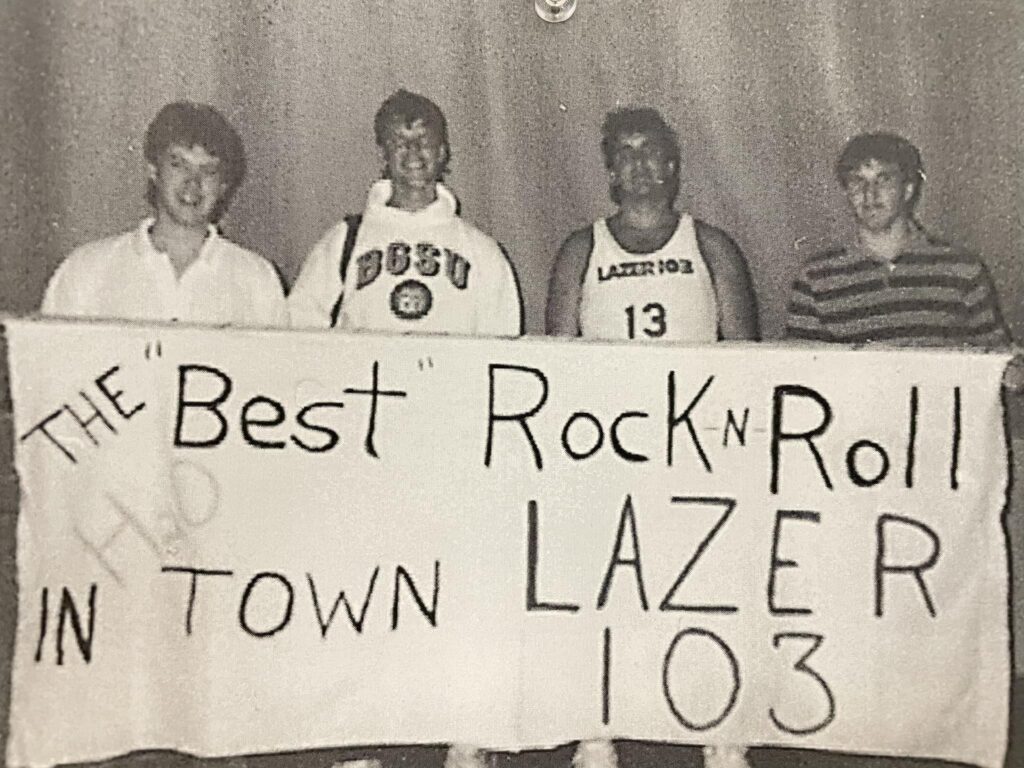 BGSU
LAZER 103
13
THE "Best" Rock-N-Roll
H2O
LAZER
IN TOWN
103